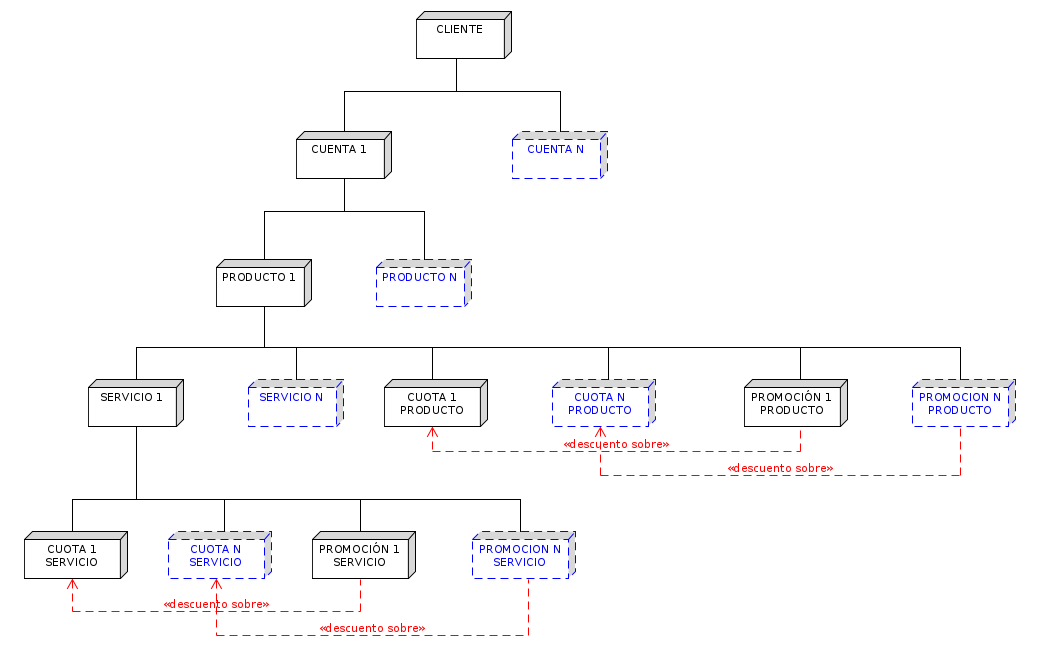 CLIENTE
CUENTA 1
CUENTA N
PRODUCTO 1
PRODUCTO N
SERVICIO 1
SERVICIO N
CUOTA 1
PRODUCTO
CUOTA N
PRODUCTO
PROMOCIÓN 1
PRODUCTO
PROMOCION N
PRODUCTO
«descuento sobre»
«descuento sobre»
CUOTA 1
SERVICIO
CUOTA N
SERVICIO
PROMOCIÓN 1
SERVICIO
PROMOCION N
SERVICIO
«descuento sobre»
«descuento sobre»